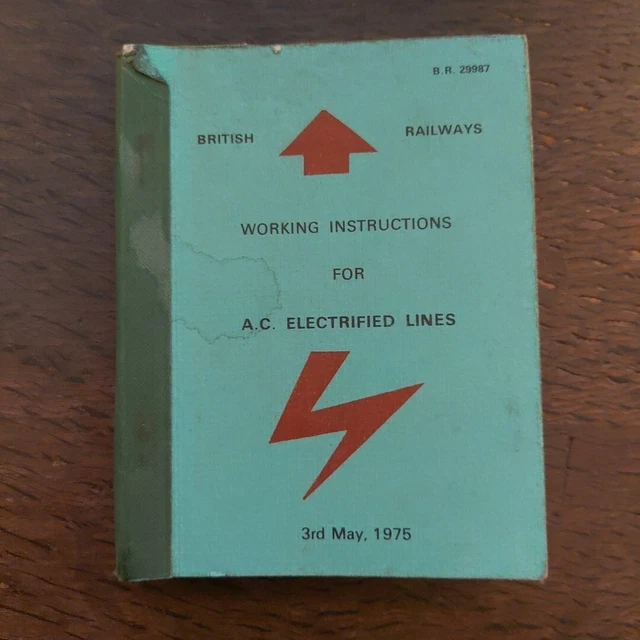 B.R. 29987
BRITISH RAILWAYS
WORKING INSTRUCTIONS
FOR
A.C. ELECTRIFIED LINES
3rd May, 1975